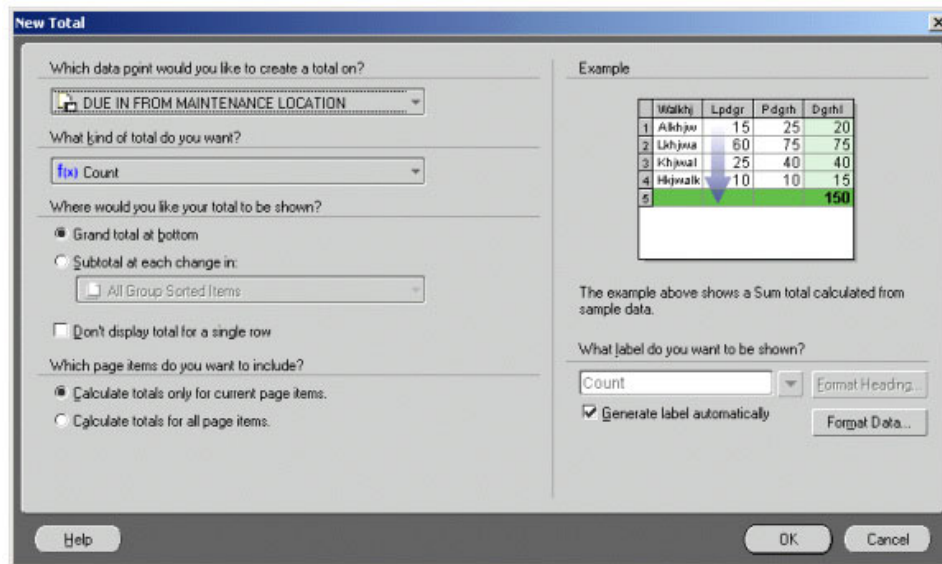 New Total
Which data point would you like to create a total on?
DUE IN FROM MAINTENANCE LOCATION
What kind of total do you want?
f(x) Count
Where would you like your total to be shown?
Grand total at bottom
Subtotal at each change in:
All Group Sorted Items
Don't display total for a single row
Which page items do you want to include?
Calculate totals only for current page items.
Calculate totals for all page items.
Example
Walkhj Lpdgr Pdgrh Dgrhl
1 Alkhjw 15 25 20
2 Lkhjwa 60 75 75
3 Khjwal 25 40 40
4 Hkjwalk 10 10 15
5 150
The example above shows a Sum total calculated from
sample data.
What label do you want to be shown?
Count
Format Heading...
Generate label automatically
Format Data...
Help
OK
Cancel